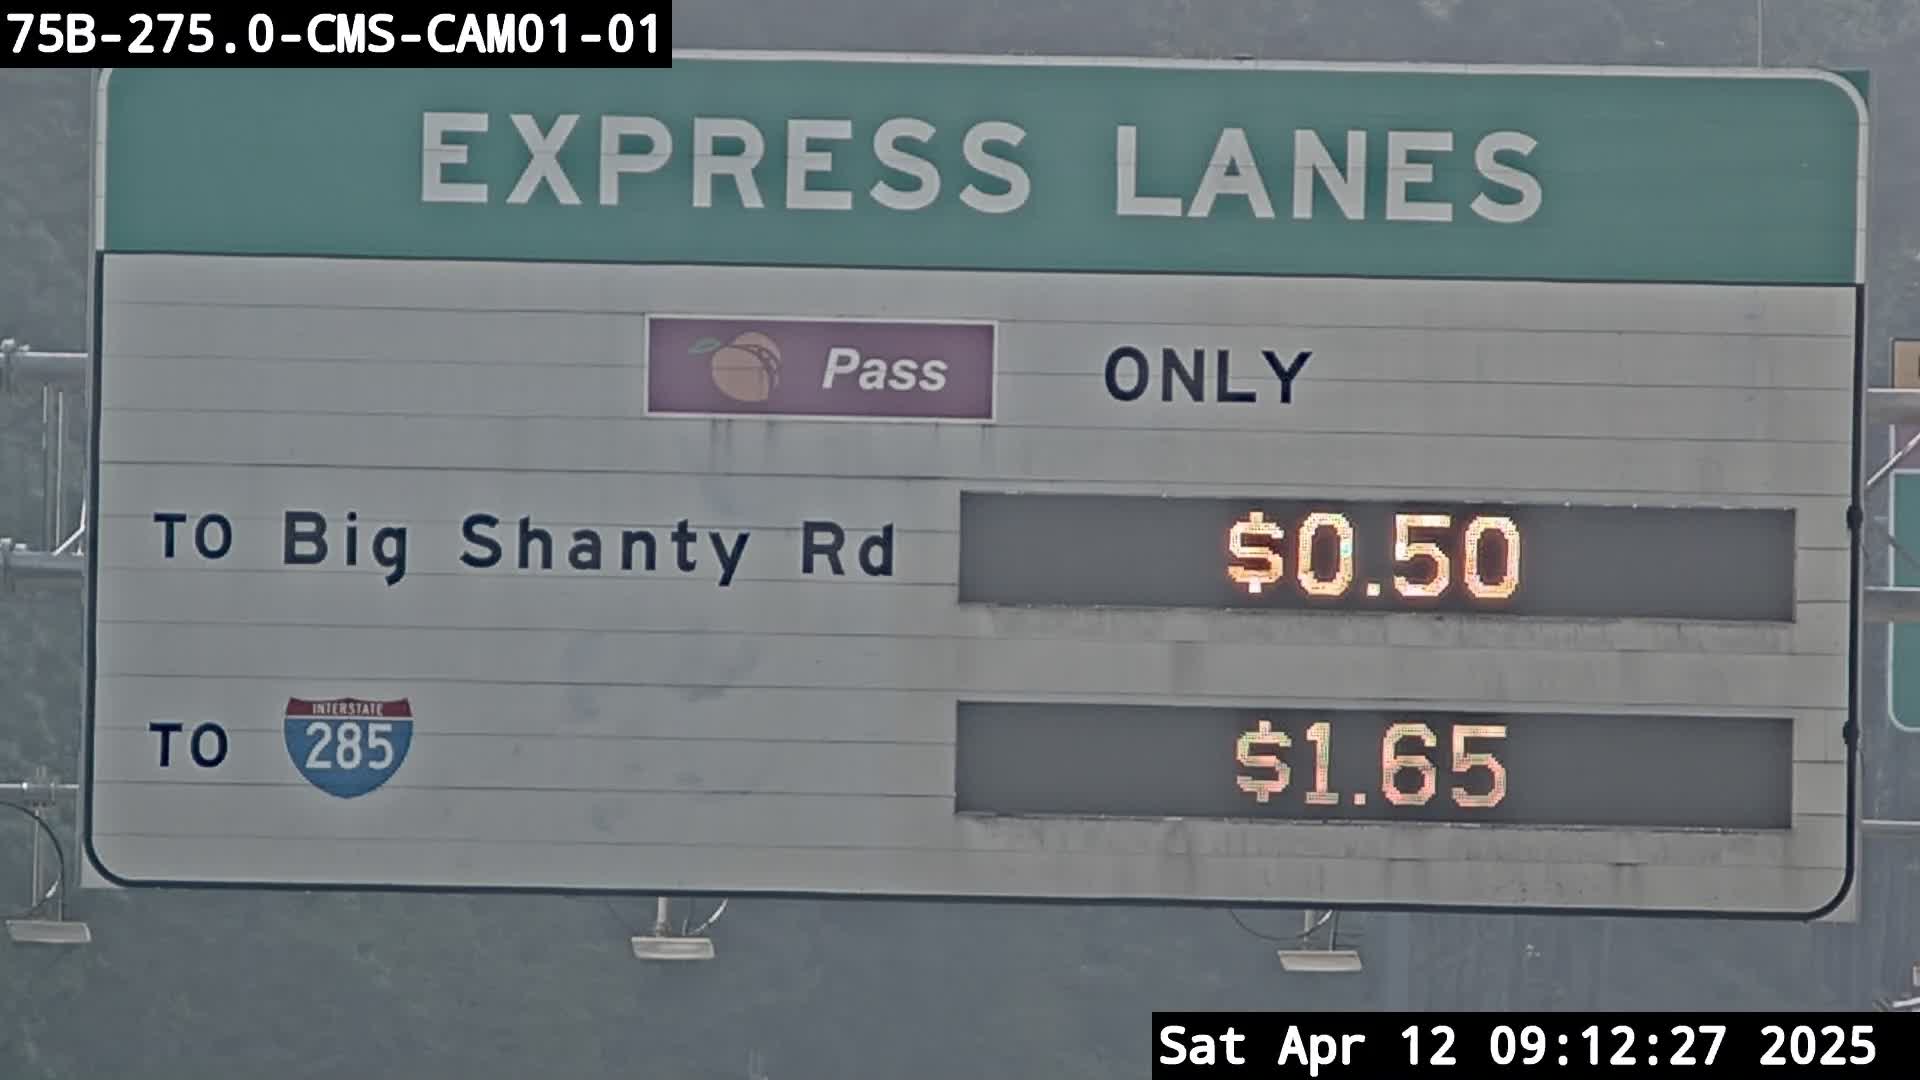 75B-275.0-CMS-CAM01-01
EXPRESS LANES
Pass ONLY
TO Big Shanty Rd $0.50
INTERSTATE
TO 285 $1.65
Sat Apr 12 09:12:27 2025